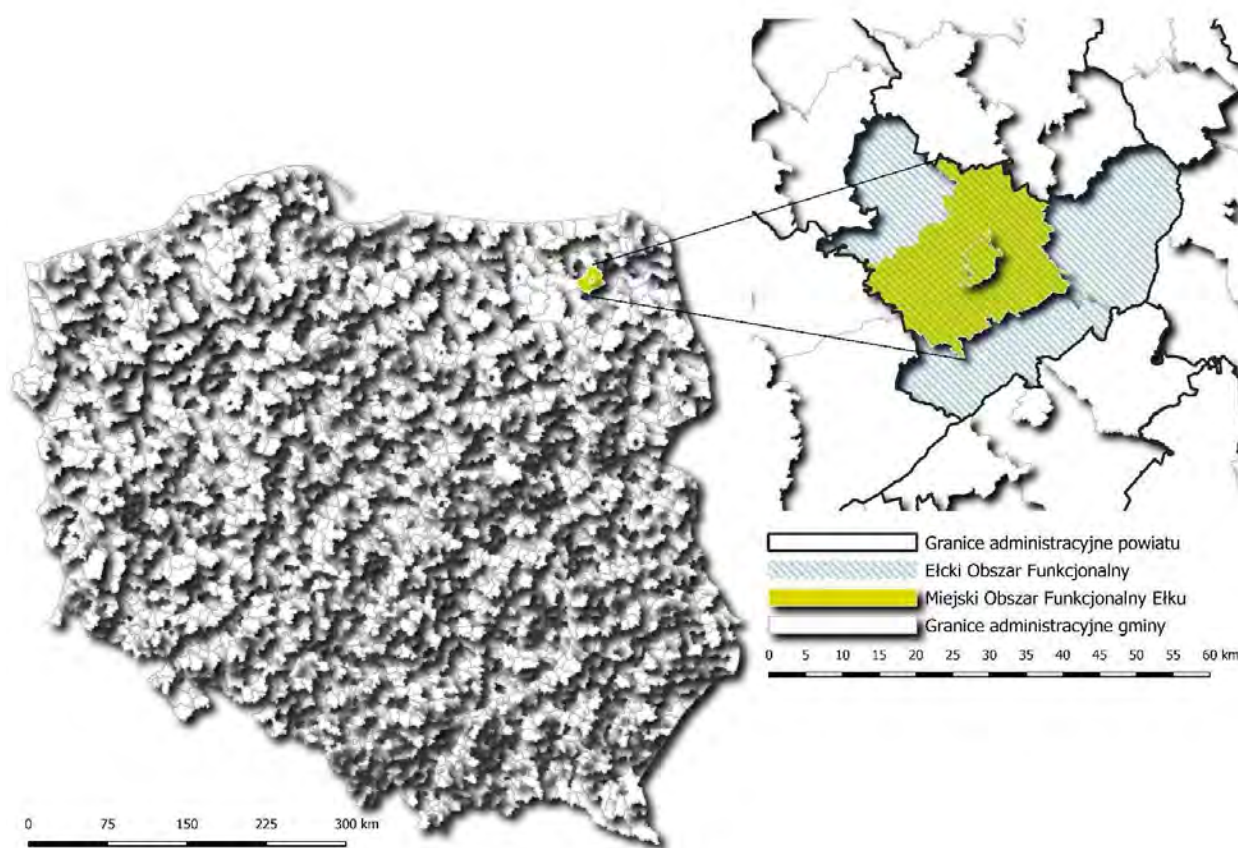 Granice administracyjne powiatu
Ełcki Obszar Funkcjonalny
Miejski Obszar Funkcjonalny Ełku
Granice administracyjne gminy
0 5 10 15 20 25 30 35 40 45 50 55 60 km
0 75 150 225 300 km